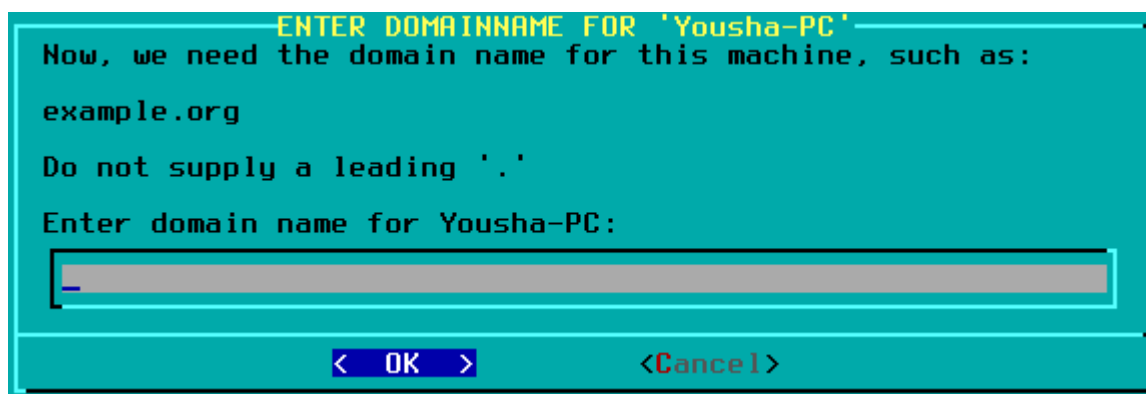 ENTER DOMAINNAME FOR 'Yousha-PC'
Now, we need the domain name for this machine, such as:
example.org
Do not supply a leading '.'
Enter domain name for Yousha-PC:
< OK > <Cancel>